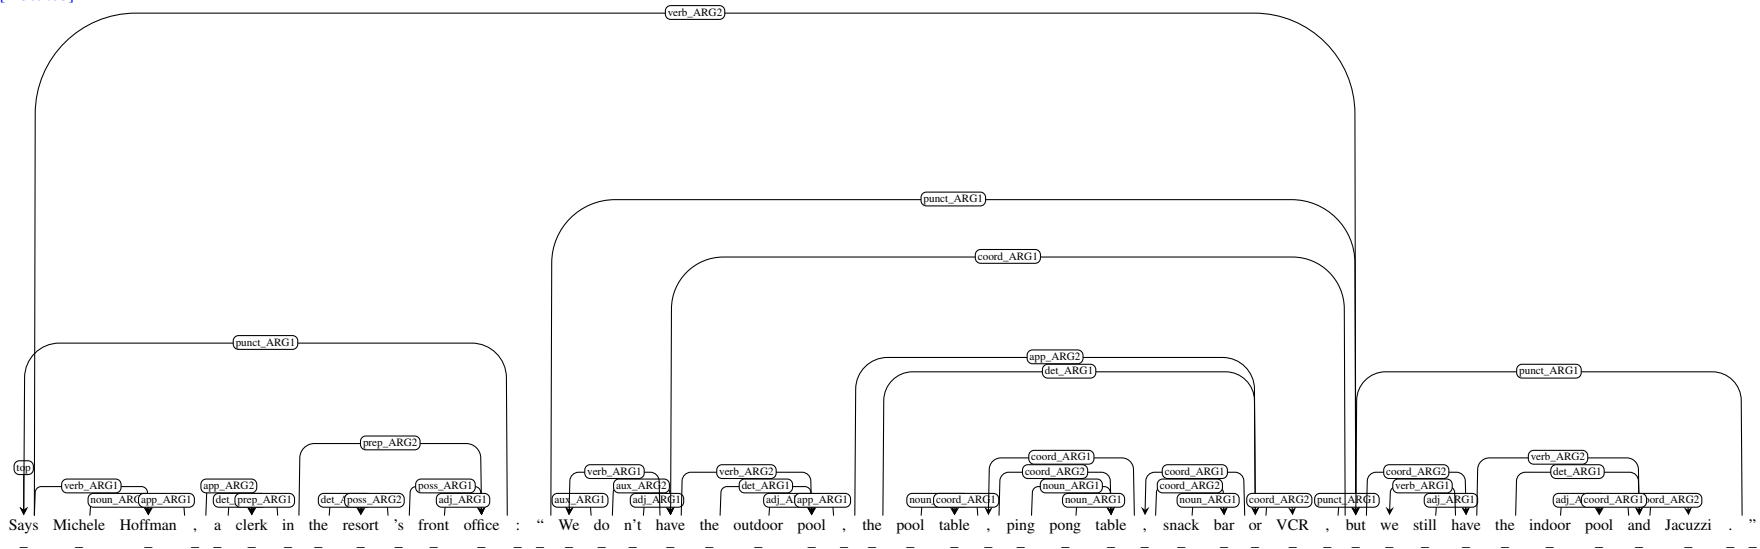 verb_ARG2
punct_ARG1
coord_ARG1
punct_ARG1
app_ARG2
det_ARG1 punct_ARG1
prep_ARG2
coord_ARG1 verb_ARG2
top verb_ARG1 verb_ARG2 coord_ARG2 coord_ARG1 coord_ARG2 det_ARG1
verb_ARG1 app_ARG2 poss_ARG1 aux_ARG2 det_ARG1 noun_ARG1 coord_ARG2 verb_ARG1
app_ARG1 prep_ARG1 poss_ARG2 adj_ARG1 aux_ARG1 adj_ARG1 app_ARG1 coord_ARG1 noun_ARG1 noun_ARG1 coord_ARG2 punct_ARG1 adj_ARG1 coord_ARG1
Says Michele Hoffman , a clerk in the resort 's front office : “ We do n't have the outdoor pool , the pool table , ping pong table , snack bar or VCR , but we still have the indoor pool and Jacuzzi . ”
_ _ _ _ _ _ _ _ _ _ _ _ _ _ _ _ _ _ _ _ _ _ _ _ _ _ _ _ _ _ _ _ _ _ _ _ _ _ _ _ _ _ _ _ _